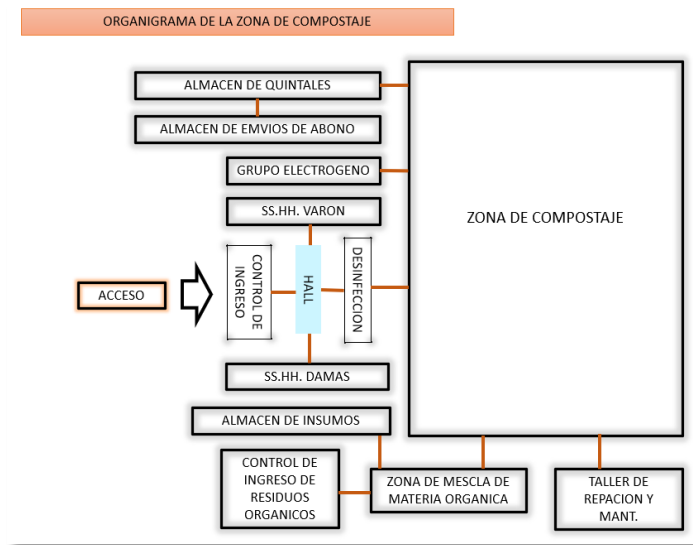 ORGANIGRAMA DE LA ZONA DE COMPOSTAJE
ALMACEN DE QUINTALES
ALMACEN DE EMVIOS DE ABONO
GRUPO ELECTROGENO
SS.HH. VARON
ZONA DE COMPOSTAJE
ACCESO
CONTROL DE
INGRESO
HALL
DESINFECCION
SS.HH. DAMAS
ALMACEN DE INSUMOS
CONTROL DE
INGRESO DE
RESIDUOS
ORGANICOS
ZONA DE MESCLA DE
MATERIA ORGANICA
TALLER DE
REPACION Y
MANT.